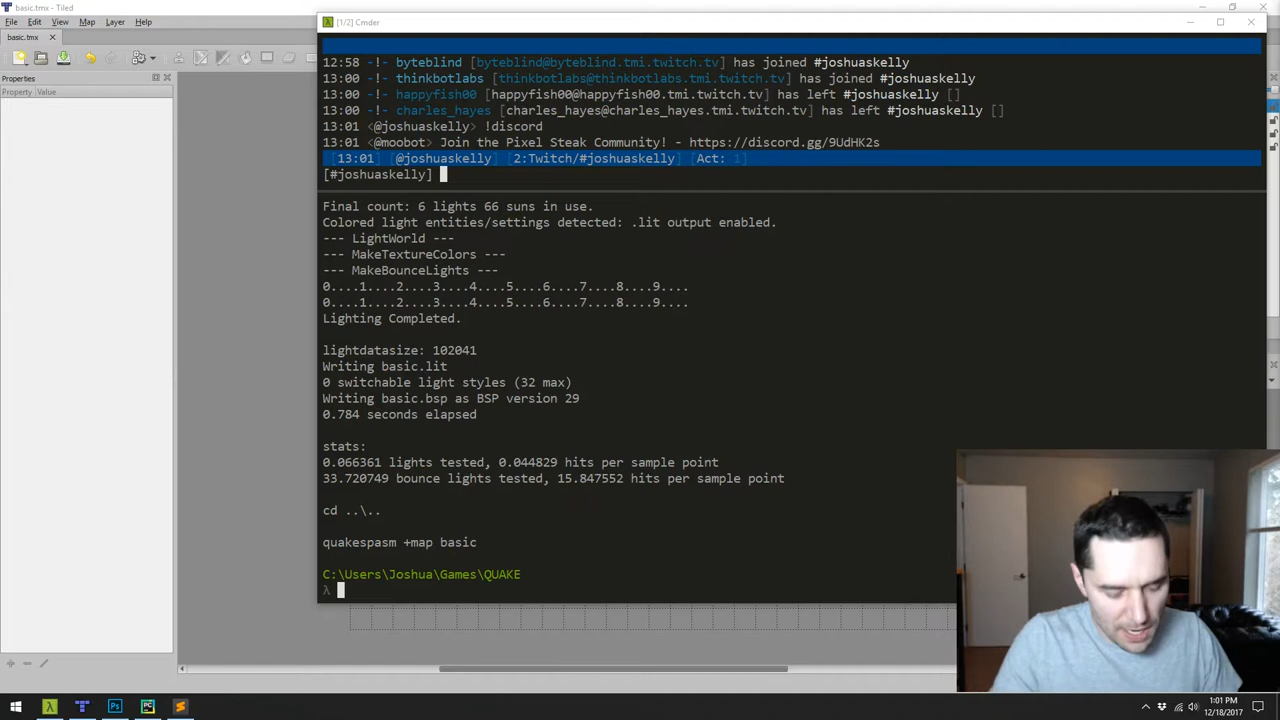 basic.tmx - Tiled
File Edit View Map Layer Help
basic.tmx
Properties
Property Value
[1/2] Cmder
12:58 -!- byteblind [byteblind@byteblind.tmi.twitch.tv] has joined #joshuaskelly
13:00 -!- thinkbotlabs [thinkbotlabs@thinkbotlabs.tmi.twitch.tv] has joined #joshuaskelly
13:00 -!- happyfish00 [happyfish00@happyfish00.tmi.twitch.tv] has left #joshuaskelly []
13:00 -!- charles_hayes [charles_hayes@charles_hayes.tmi.twitch.tv] has left #joshuaskelly []
13:01 <@joshuaskelly> !discord
13:01 <@moobot> Join the Pixel Steak Community! - https://discord.gg/9UdHK2s
[13:01] [@joshuaskelly] [2:Twitch/#joshuaskelly] [Act: 1]
[#joshuaskelly]
Final count: 6 lights 66 suns in use.
Colored light entities/settings detected: .lit output enabled.
--- LightWorld ---
--- MakeTextureColors ---
--- MakeBounceLights ---
0....1....2....3....4....5....6....7....8....9....
0....1....2....3....4....5....6....7....8....9....
Lighting Completed.
lightdatasize: 102041
Writing basic.lit
0 switchable light styles (32 max)
Writing basic.bsp as BSP version 29
0.784 seconds elapsed
stats:
0.066361 lights tested, 0.044829 hits per sample point
33.720749 bounce lights tested, 15.847552 hits per sample point
cd ..\..
quakespasm +map basic
C:\Users\Joshua\Games\QUAKE
λ
1:01 PM
12/18/2017